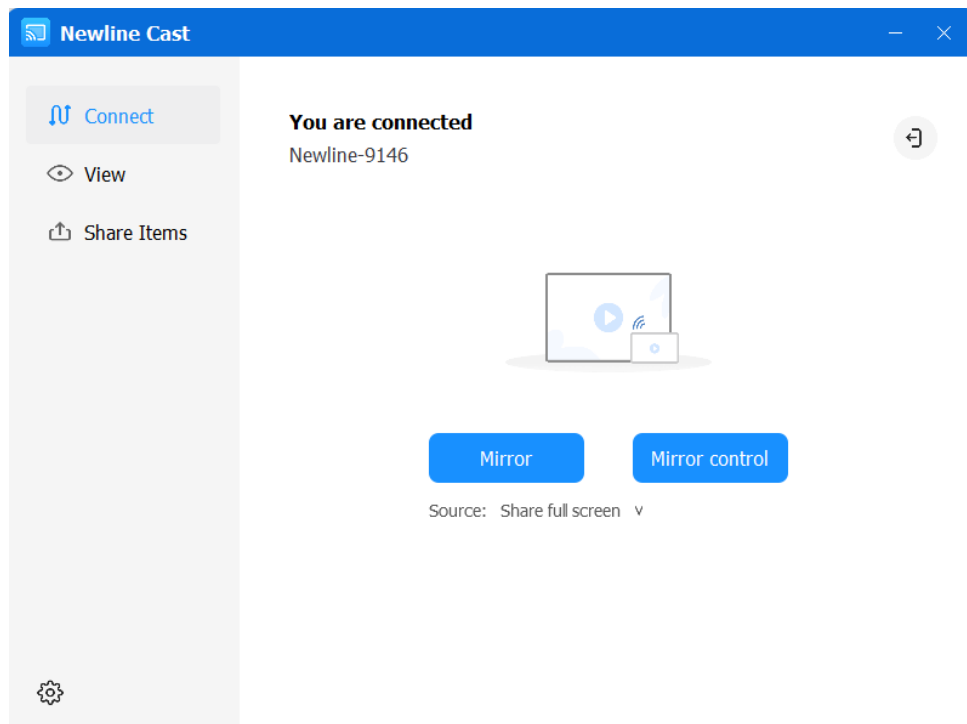 Newline Cast
Connect
View
Share Items
You are connected
Newline-9146
Mirror
Mirror control
Source: Share full screen